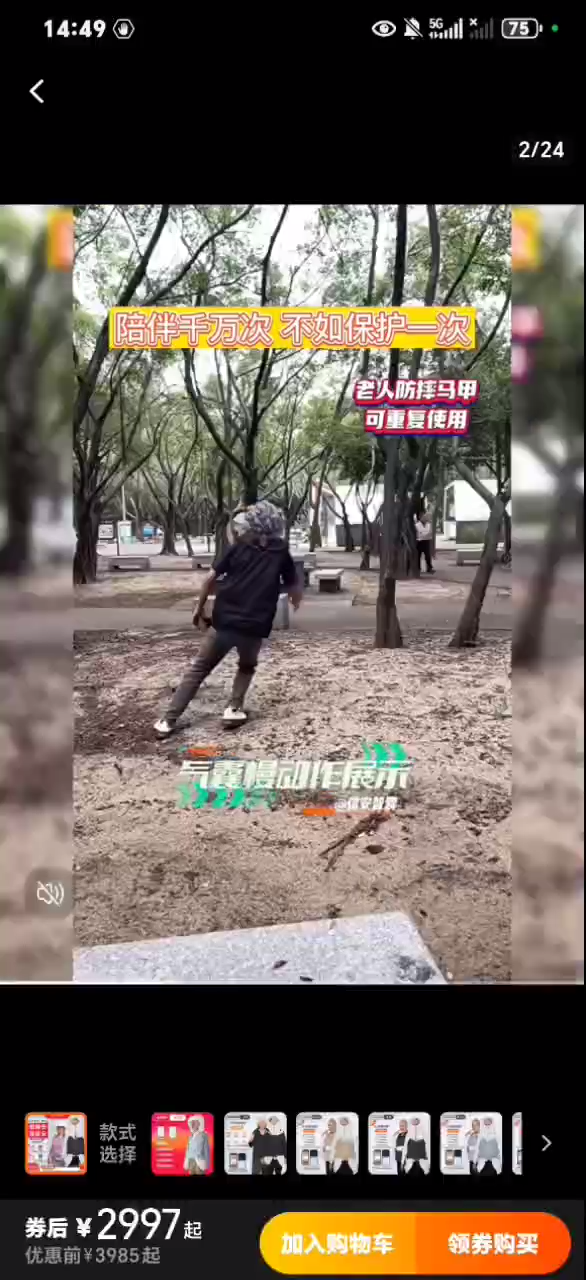 14:49
5G
75
2/24
陪伴千万次 不如保护一次
老人防摔马甲
可重复使用
气囊慢动作展示
款式
选择
券后 ¥2997起
优惠前¥3985起
加入购物车
领券购买